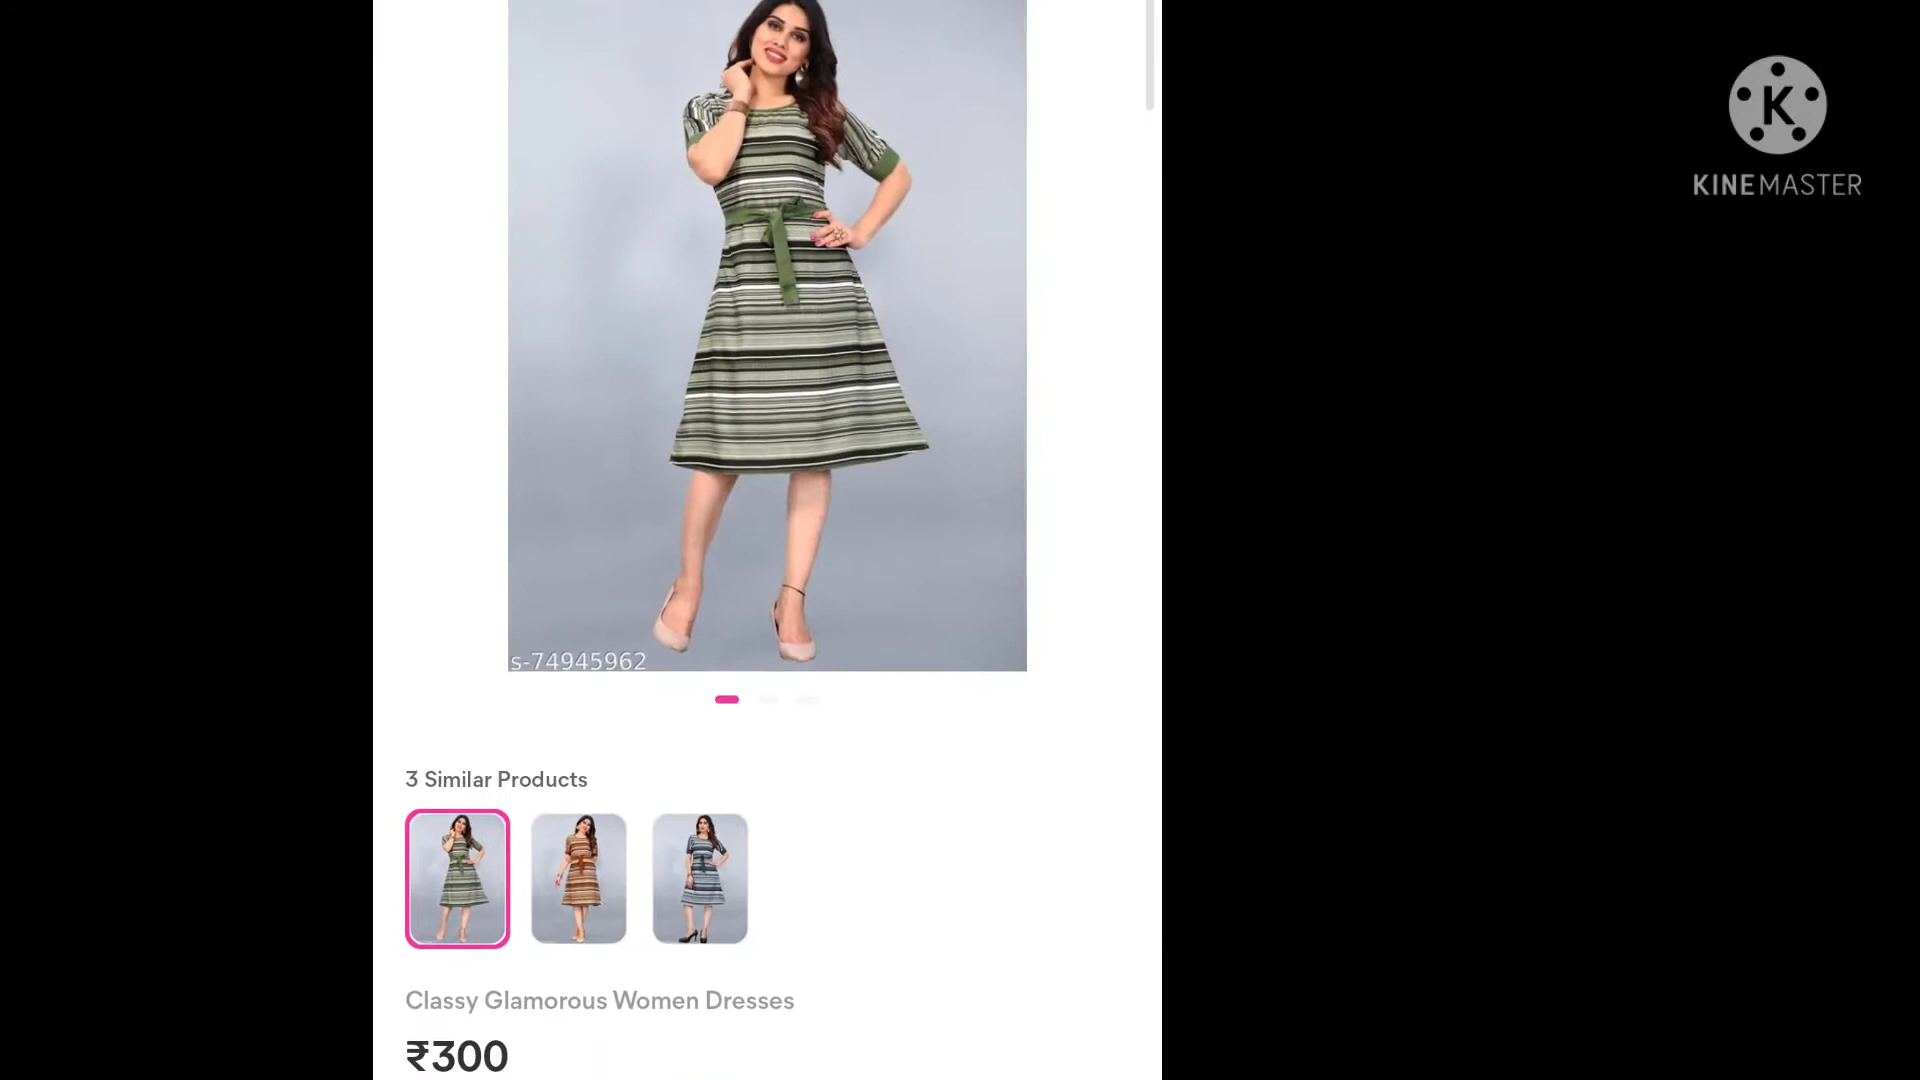 K
KINEMASTER
s-74945962
3 Similar Products
Classy Glamorous Women Dresses
₹300